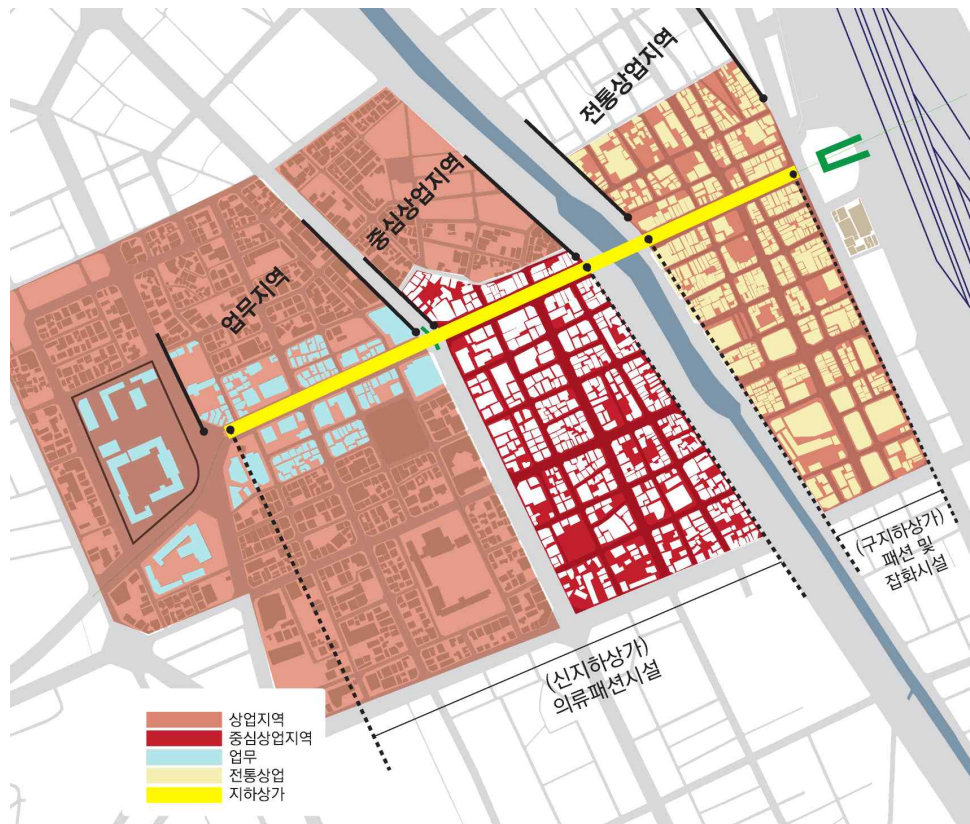 전통상업지역
중심상업지역
업무지역
(구지하상가)
패션 및
잡화시설
(신지하상가)
의류패션시설
상업지역
중심상업지역
업무
전통상업
지하상가